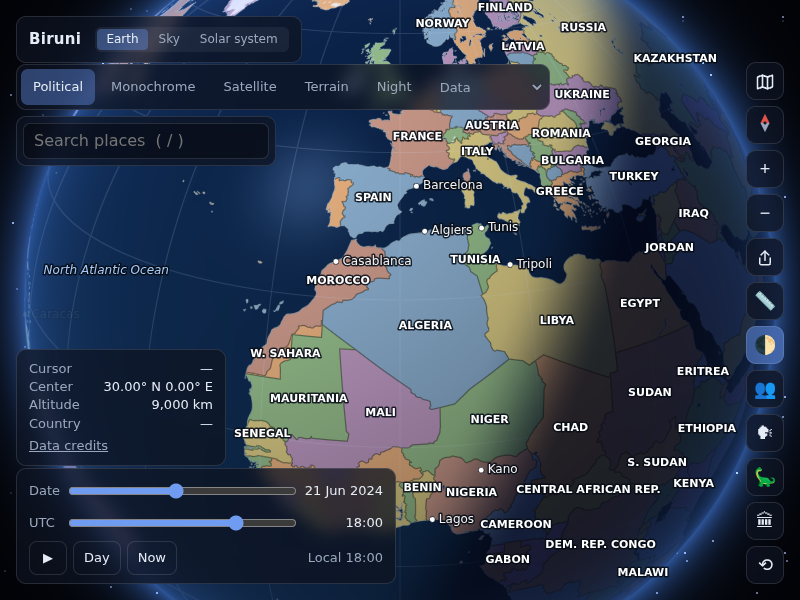 Biruni
Earth
Sky
Solar system
Political
Monochrome
Satellite
Terrain
Night
Data
Search places  ( / )
FINLAND
NORWAY
RUSSIA
LATVIA
KAZAKHSTAN
UKRAINE
AUSTRIA
FRANCE
ROMANIA
ITALY
GEORGIA
BULGARIA
TURKEY
SPAIN
Barcelona
GREECE
IRAQ
Algiers
Tunis
JORDAN
Casablanca
TUNISIA
Tripoli
North Atlantic Ocean
MOROCCO
EGYPT
Caracas
LIBYA
ALGERIA
W. SAHARA
ERITREA
MAURITANIA
MALI
NIGER
SUDAN
CHAD
ETHIOPIA
SENEGAL
S. SUDAN
Kano
KENYA
BENIN
NIGERIA
CENTRAL AFRICAN REP.
Lagos
CAMEROON
DEM. REP. CONGO
GABON
MALAWI
Cursor —
Center 30.00° N 0.00° E
Altitude 9,000 km
Country —
Data credits
Date 21 Jun 2024
UTC 18:00
Day
Now
Local 18:00